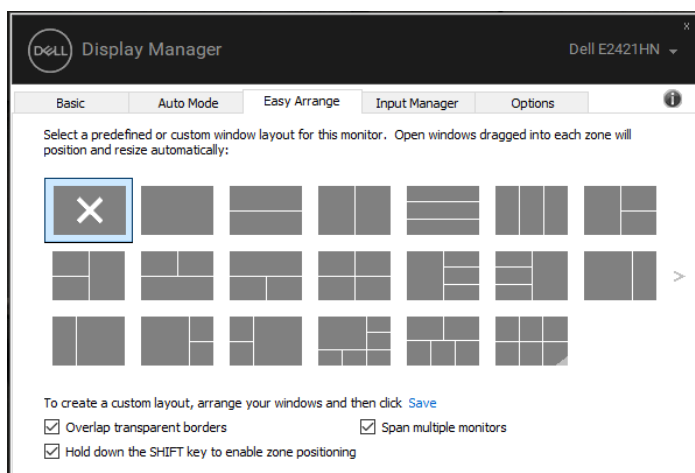 x
DELL Display Manager Dell E2421HN
Basic Auto Mode Easy Arrange Input Manager Options i
Select a predefined or custom window layout for this monitor. Open windows dragged into each zone will
position and resize automatically:
>
To create a custom layout, arrange your windows and then click Save
Overlap transparent borders Span multiple monitors
Hold down the SHIFT key to enable zone positioning